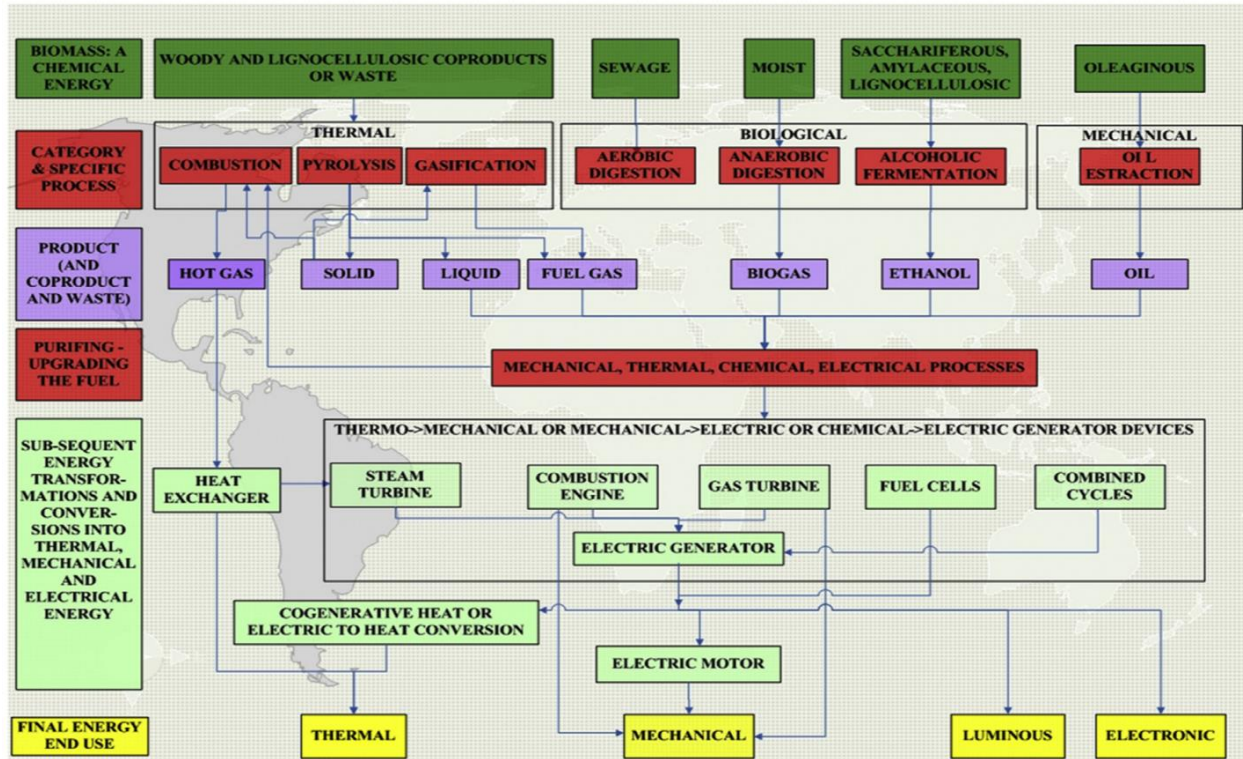 BIOMASS: A
CHEMICAL
ENERGY
WOODY AND LIGNOCELLULOSIC COPRODUCTS
OR WASTE
SEWAGE
MOIST
SACCHARIFEROUS,
AMYLACEOUS,
LIGNOCELLULOSIC
OLEAGINOUS
CATEGORY
& SPECIFIC
PROCESS
THERMAL
COMBUSTION
PYROLYSIS
GASIFICATION
BIOLOGICAL
AEROBIC
DIGESTION
ANAEROBIC
DIGESTION
ALCOHOLIC
FERMENTATION
MECHANICAL
OI L
ESTRACTION
PRODUCT
(AND
COPRODUCT
AND WASTE)
HOT GAS
SOLID
LIQUID
FUEL GAS
BIOGAS
ETHANOL
OIL
PURIFING -
UPGRADING
THE FUEL
MECHANICAL, THERMAL, CHEMICAL, ELECTRICAL PROCESSES
SUB-SEQUENT
ENERGY
TRANSFOR-
MATIONS AND
CONVER-
SIONS INTO
THERMAL,
MECHANICAL
AND
ELECTRICAL
ENERGY
THERMO->MECHANICAL OR MECHANICAL->ELECTRIC OR CHEMICAL->ELECTRIC GENERATOR DEVICES
HEAT
EXCHANGER
STEAM
TURBINE
COMBUSTION
ENGINE
GAS TURBINE
FUEL CELLS
COMBINED
CYCLES
ELECTRIC GENERATOR
COGENERATIVE HEAT OR
ELECTRIC TO HEAT CONVERSION
ELECTRIC MOTOR
FINAL ENERGY
END USE
THERMAL
MECHANICAL
LUMINOUS
ELECTRONIC